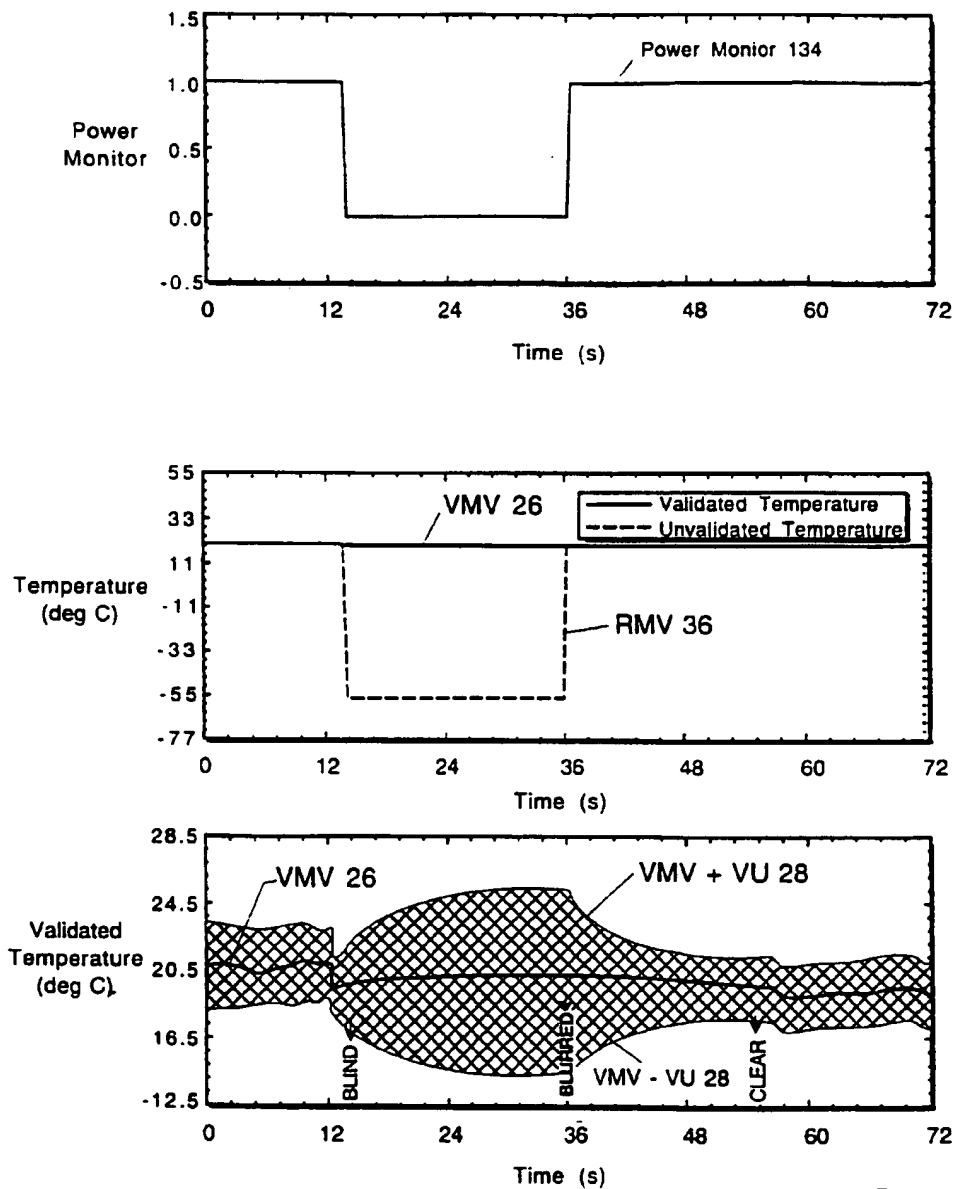 1.5
Power Monior 134
1.0
Power
Monitor
0.5
0.0
-0.5
0 12 24 36 48 60 72
Time (s)
55
VMV 26
Validated Temperature
Unvalidated Temperature
33
11
Temperature
(deg C)
-11
RMV 36
-33
-55
-77
0 12 24 36 48 60 72
Time (s)
28.5
VMV 26
VMV + VU 28
24.5
Validated
Temperature
(deg C)
20.5
16.5
BLIND
BLURRED
VMV - VU 28
CLEAR
-12.5
0 12 24 36 48 60 72
Time (s)